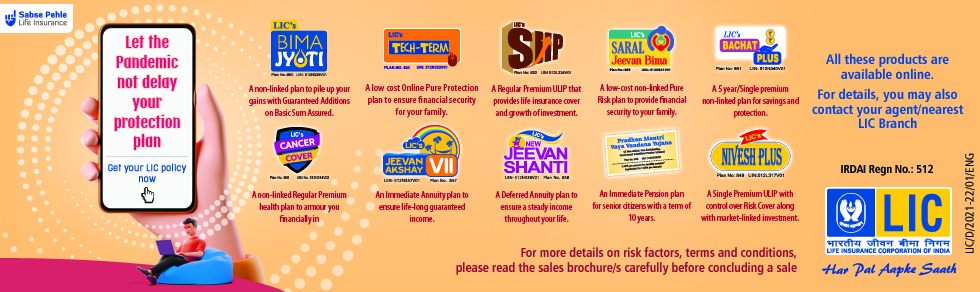 Sabse Pehle
Life Insurance
Let the
Pandemic
not delay
your
protection
plan
Get your LIC policy
now
LIC's
BIMA
JYOTI
A non-linked plan to pile up your
gains with Guaranteed Additions
on Basic Sum Assured.
LIC's
TECH-TERM
A low cost Online Pure Protection
plan to ensure financial security
for your family.
LIC's
SIIP
A Regular Premium ULIP that
provides life insurance cover
and growth of investment.
LIC's
SARAL
Jeevan Bima
A low-cost non-linked Pure
Risk plan to provide financial
security to your family.
LIC's
BACHAT
PLUS
A 5 year/Single premium
non-linked plan for savings and
protection.
LIC's
CANCER
COVER
A non-linked Regular Premium
health plan to armour you
financially in
LIC's
JEEVAN
AKSHAY VII
An Immediate Annuity plan to
ensure life-long guaranteed
income.
LIC's
NEW
JEEVAN
SHANTI
A Deferred Annuity plan to
ensure a steady income
throughout your life.
Pradhan Mantri
Vaya Vandana Yojana
An Immediate Pension plan
for senior citizens with a term of
10 years.
LIC's
NIVESH PLUS
A Single Premium ULIP with
control over Risk Cover along
with market-linked investment.
All these products are
available online.
For details, you may also
contact your agent/nearest
LIC Branch
IRDAI Regn No.: 512
LIC
भारतीय जीवन बीमा निगम
LIFE INSURANCE CORPORATION OF INDIA
Har Pal Aapke Saath
LIC/D/2021-22/01/ENG
For more details on risk factors, terms and conditions,
please read the sales brochure/s carefully before concluding a sale